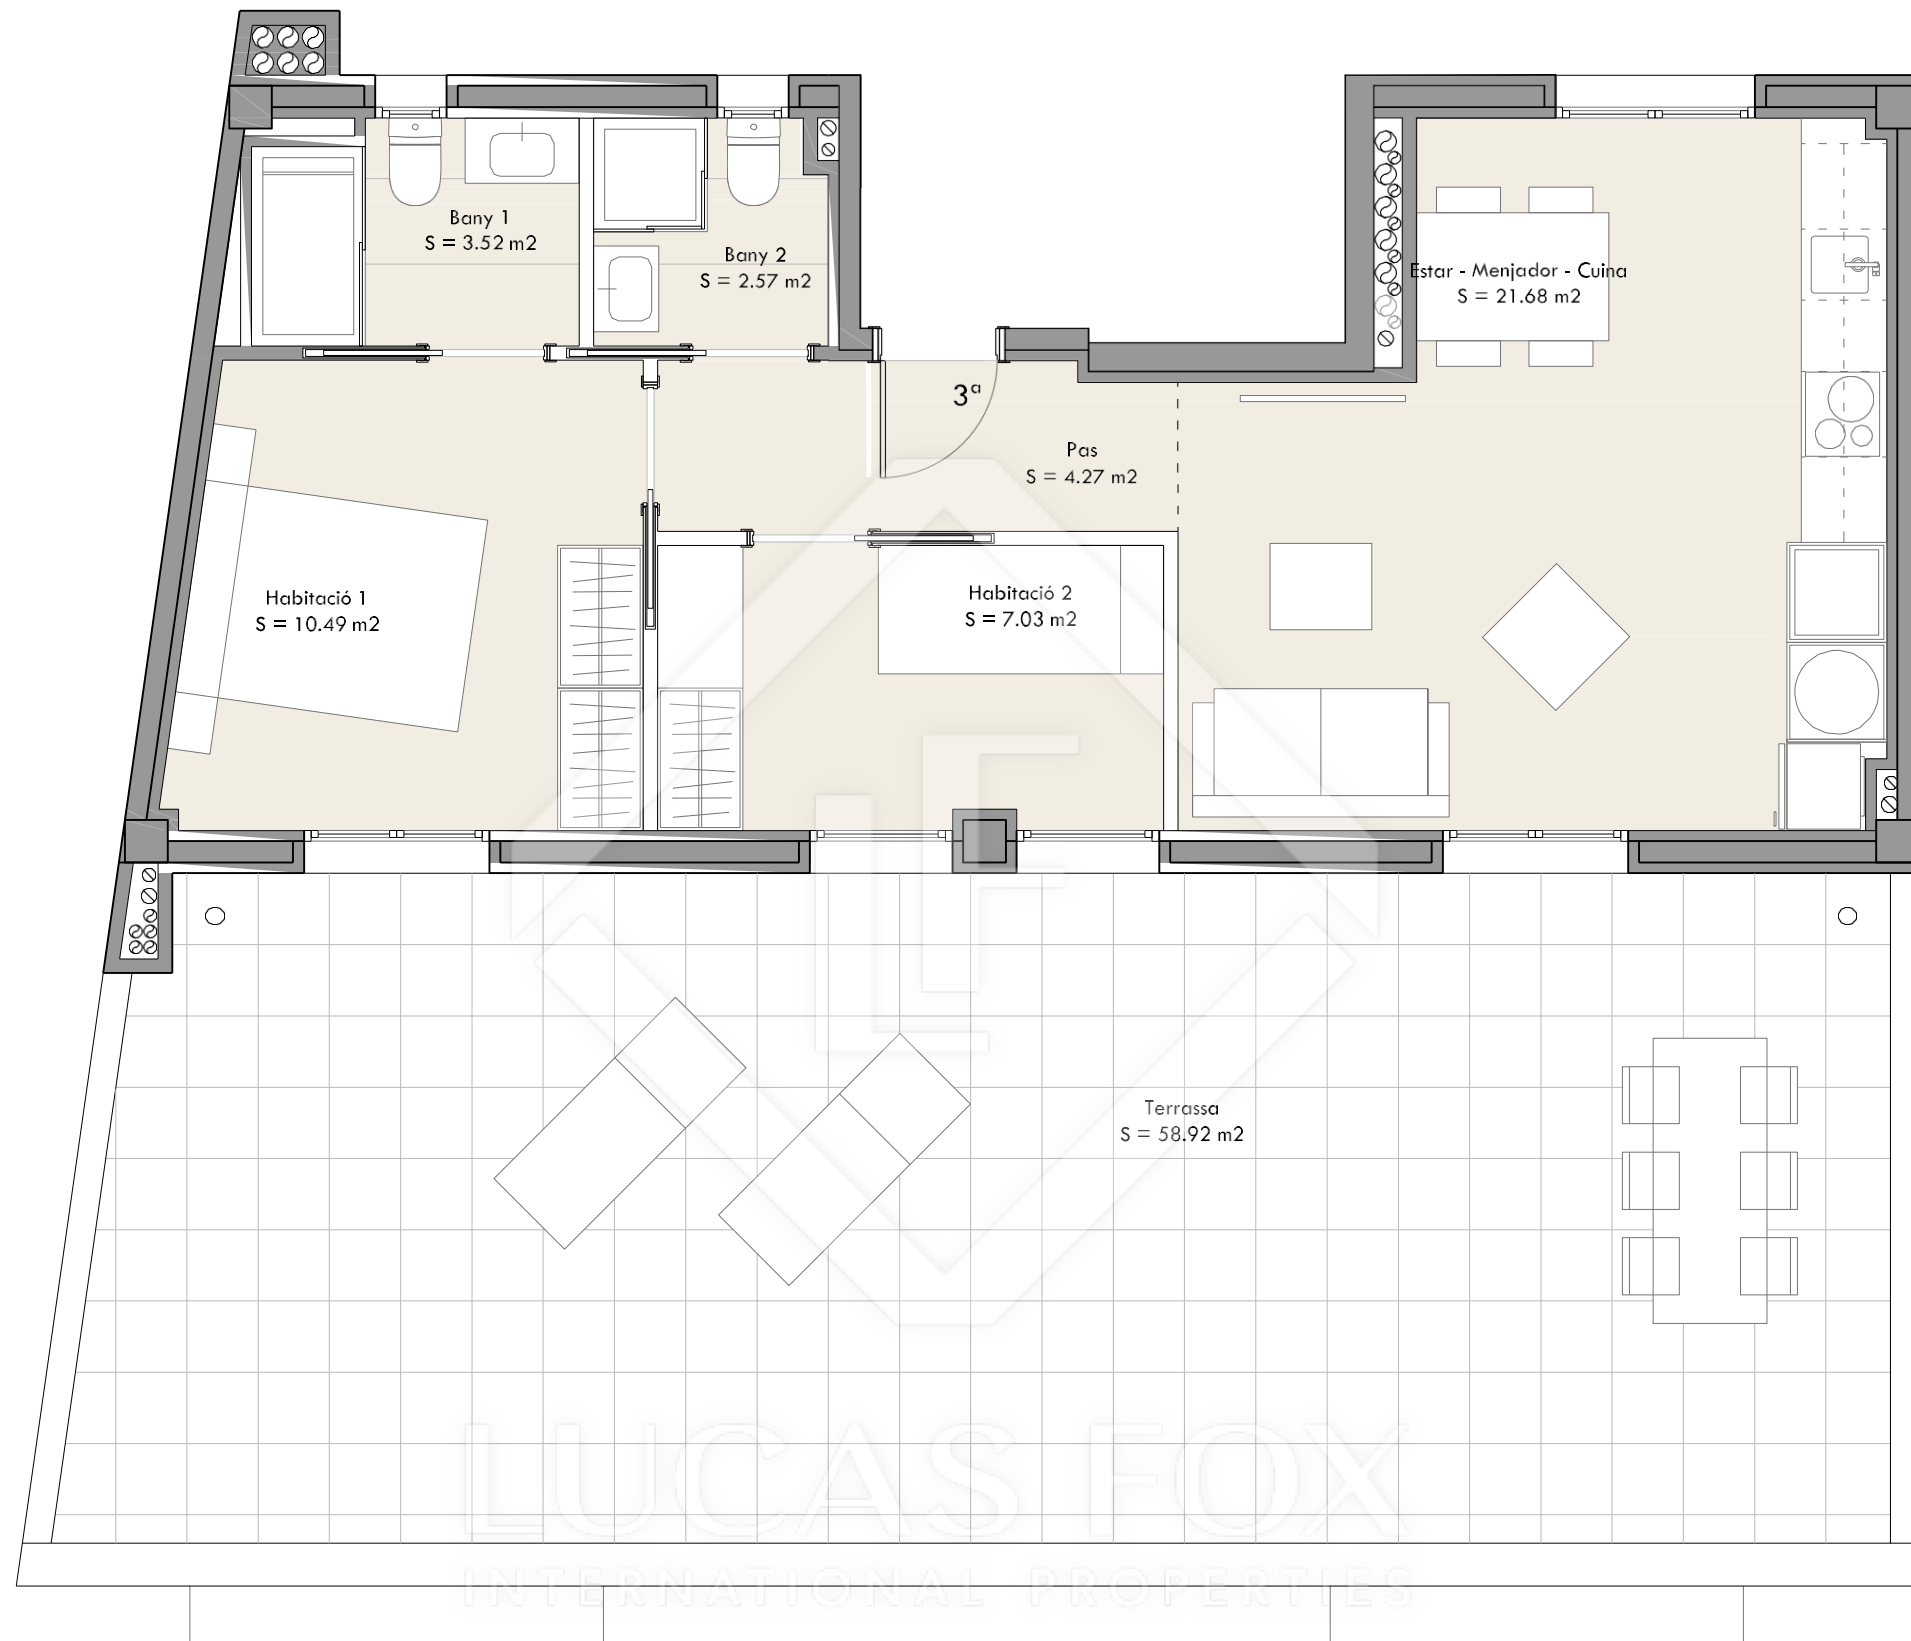 Bany 1
S = 3.52 m2
Bany 2
S = 2.57 m2
Estar - Menjador - Cuina
S = 21.68 m2
3ª
Pas
S = 4.27 m2
Habitació 1
S = 10.49 m2
Habitació 2
S = 7.03 m2
LF
Terrassa
S = 58.92 m2
LUCAS FOX
INTERNATIONAL PROPERTIES